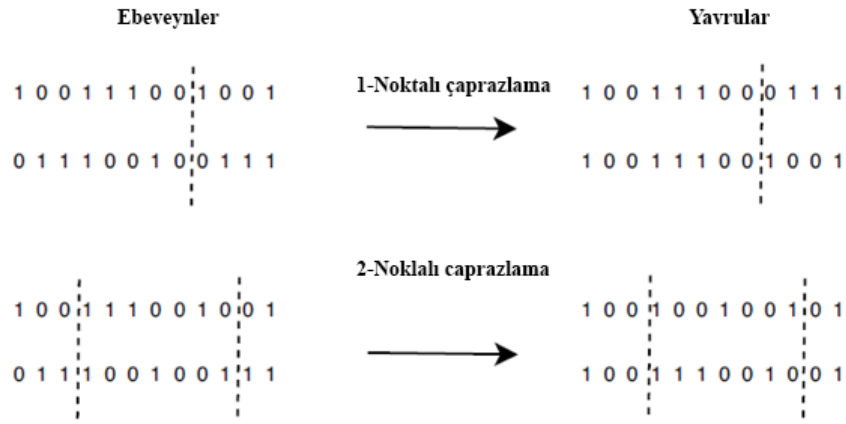 Ebeveynler
Yavrular
1 0 0 1 1 1 0 0 1 0 0 1
1-Noktalı çaprazlama
1 0 0 1 1 1 0 0 0 1 1 1
0 1 1 1 0 0 1 0 0 1 1 1
1 0 0 1 1 1 0 0 1 0 0 1
2-Noklalı caprazlama
1 0 0 1 1 1 0 0 1 0 0 1
1 0 0 1 0 0 1 0 0 1 0 1
0 1 1 1 0 0 1 0 0 1 1 1
1 0 0 1 1 1 0 0 1 0 0 1